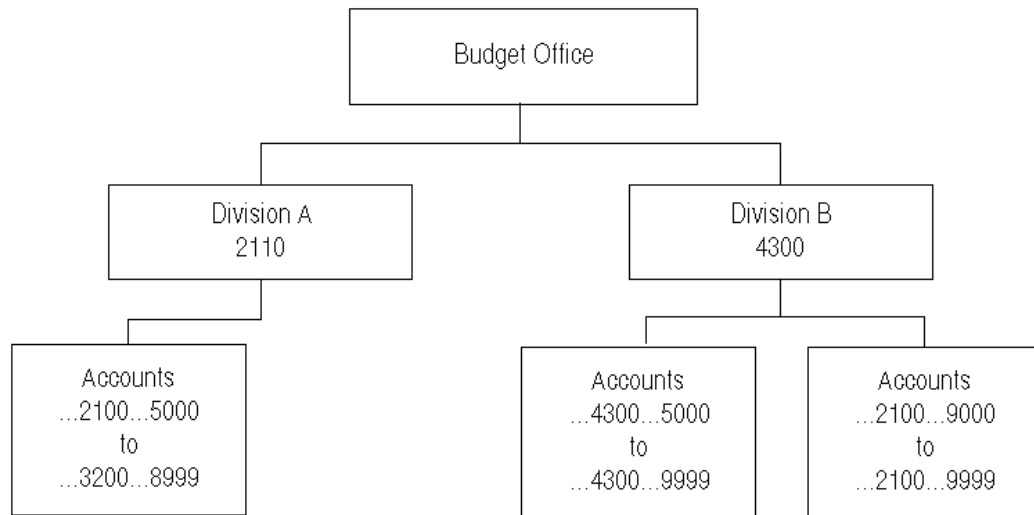 Budget Office
Division A
2110
Division B
4300
Accounts
...2100...5000
to
...3200...8999
Accounts
...4300...5000
to
...4300...9999
Accounts
...2100...9000
to
...2100...9999